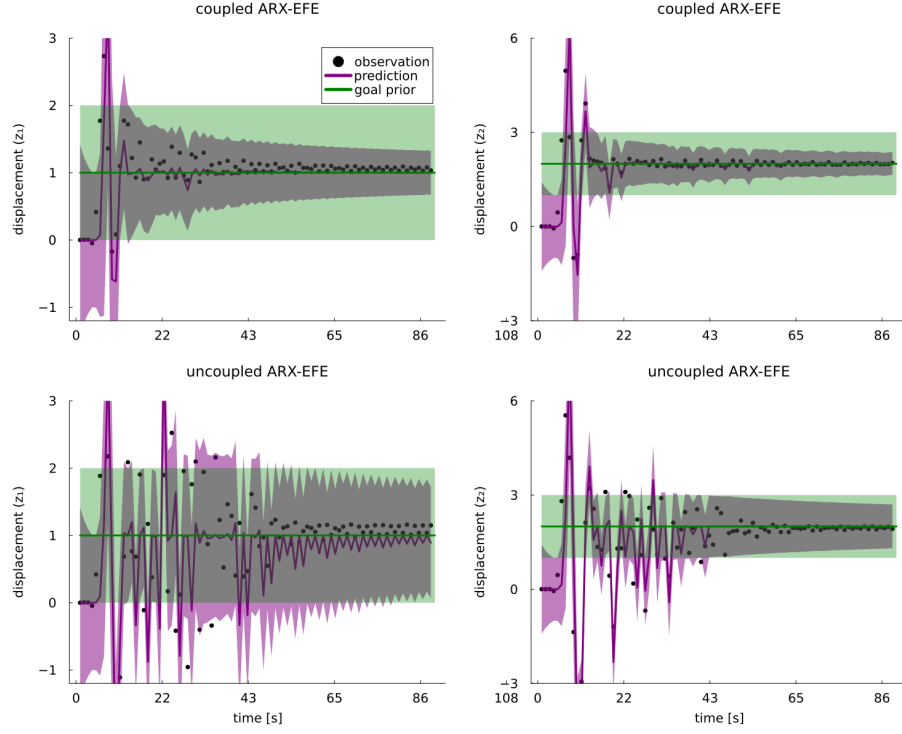 coupled ARX-EFE
coupled ARX-EFE
3
2
1
0
−1
displacement (z₁)
observation
prediction
goal prior
0 22 43 65 86 108
6
3
0
−3
displacement (z₂)
0 22 43 65 86
uncoupled ARX-EFE
uncoupled ARX-EFE
3
2
1
0
−1
displacement (z₁)
0 22 43 65 86 108
time [s]
6
3
0
−3
displacement (z₂)
0 22 43 65 86
time [s]